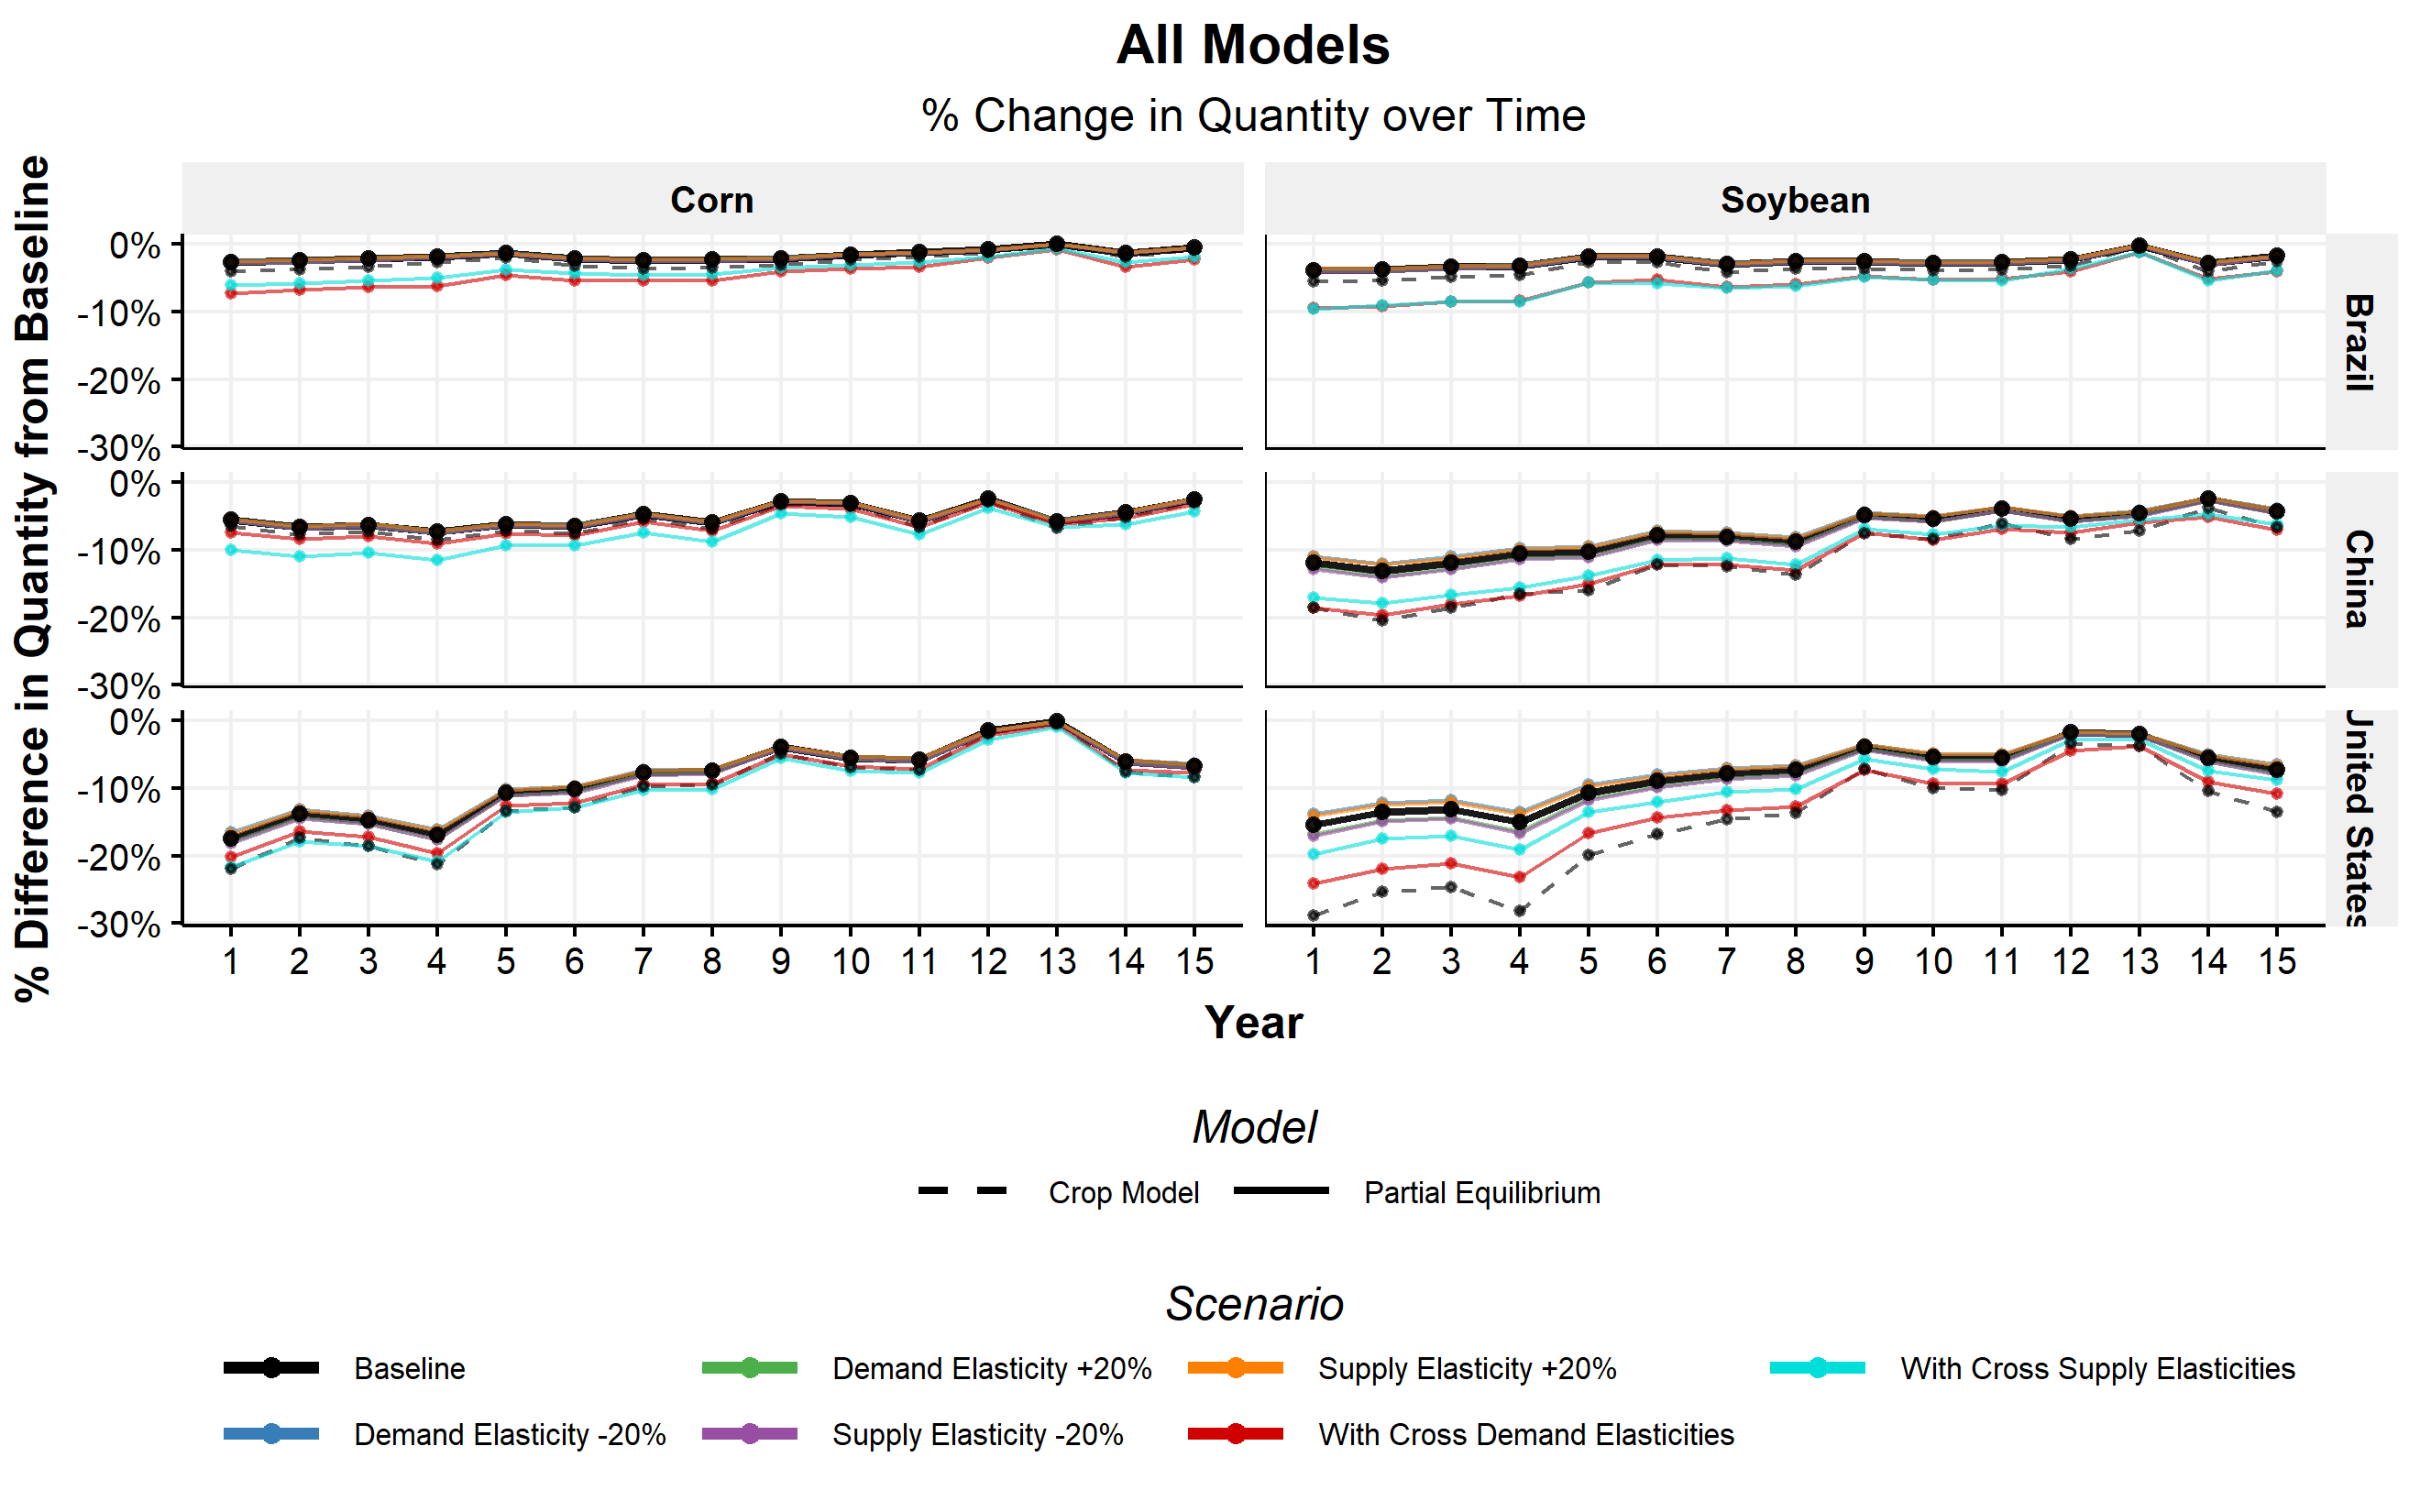 All Models
% Change in Quantity over Time
% Difference in Quantity from Baseline
Corn
Soybean
0%
-10%
-20%
-30%
Brazil
0%
-10%
-20%
-30%
China
0%
-10%
-20%
-30%
United States
1 2 3 4 5 6 7 8 9 10 11 12 13 14 15
1 2 3 4 5 6 7 8 9 10 11 12 13 14 15
Year
Model
Crop Model
Partial Equilibrium
Scenario
Baseline
Demand Elasticity +20%
Supply Elasticity +20%
With Cross Supply Elasticities
Demand Elasticity -20%
Supply Elasticity -20%
With Cross Demand Elasticities